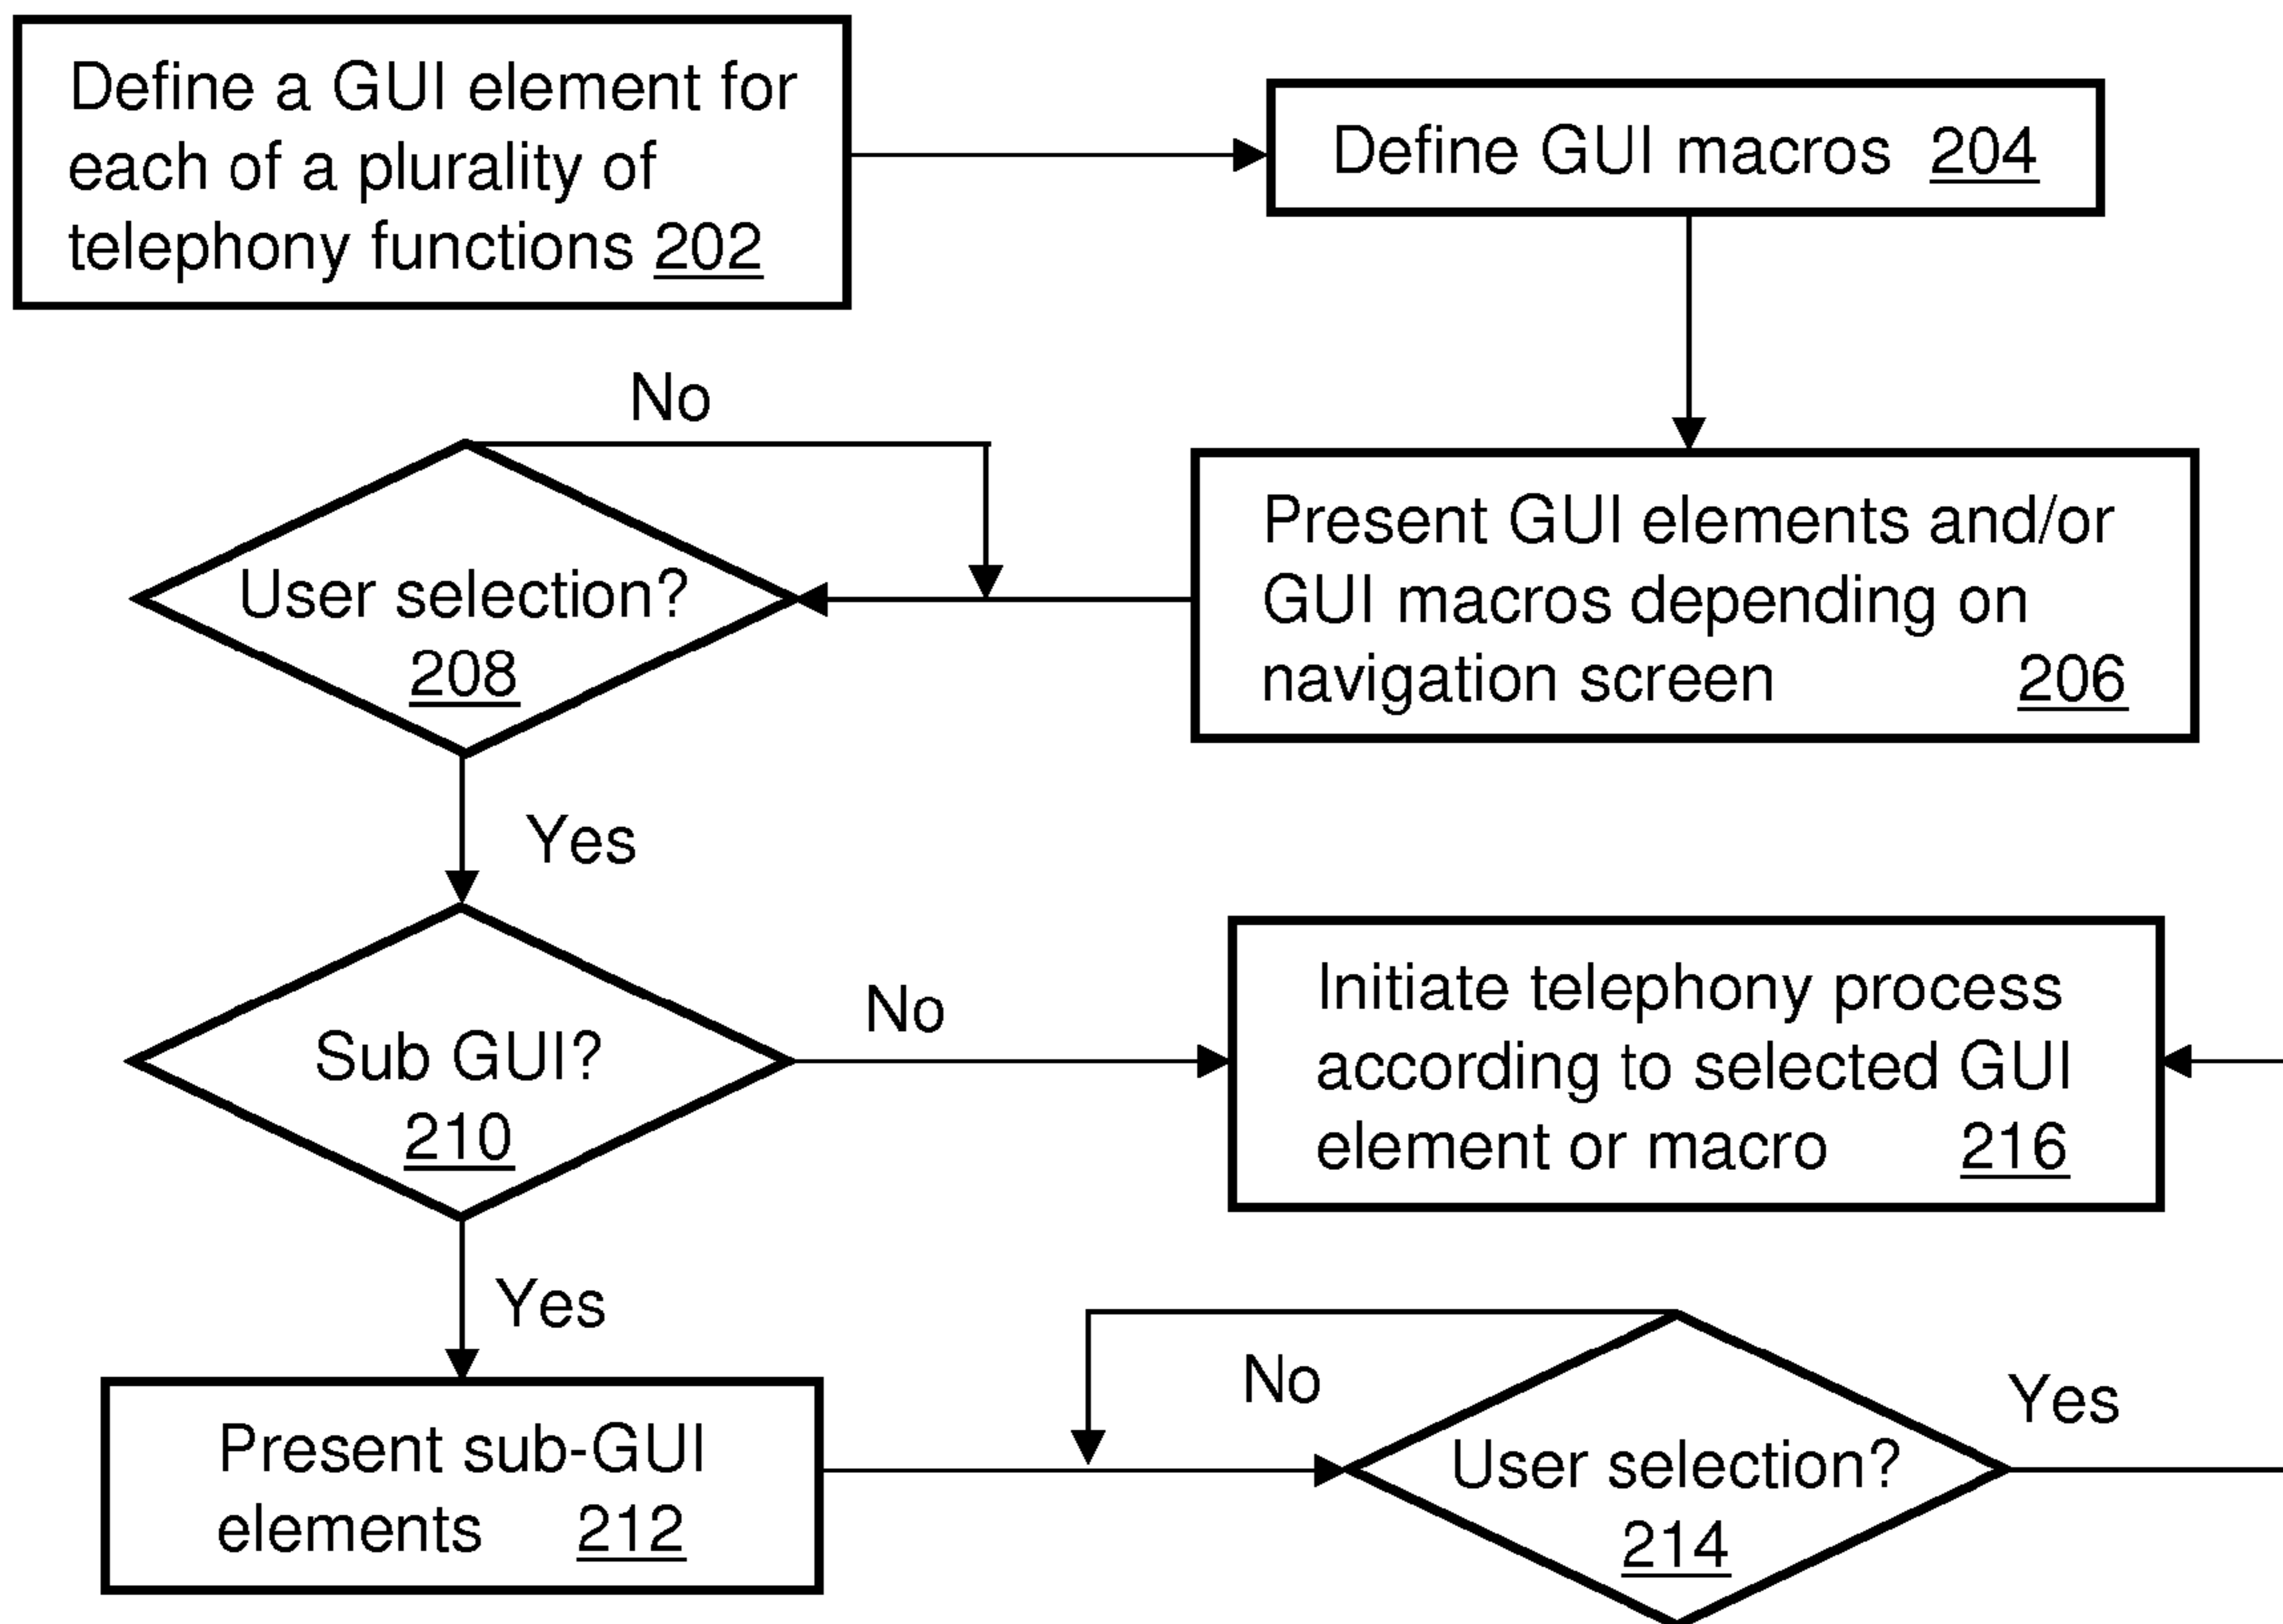 Define a GUI element for
each of a plurality of
telephony functions 202
Define GUI macros 204
No
User selection?
208
Present GUI elements and/or
GUI macros depending on
navigation screen 206
Yes
Sub GUI?
210
No
Initiate telephony process
according to selected GUI
element or macro 216
Yes
Present sub-GUI
elements 212
No
User selection?
214
Yes